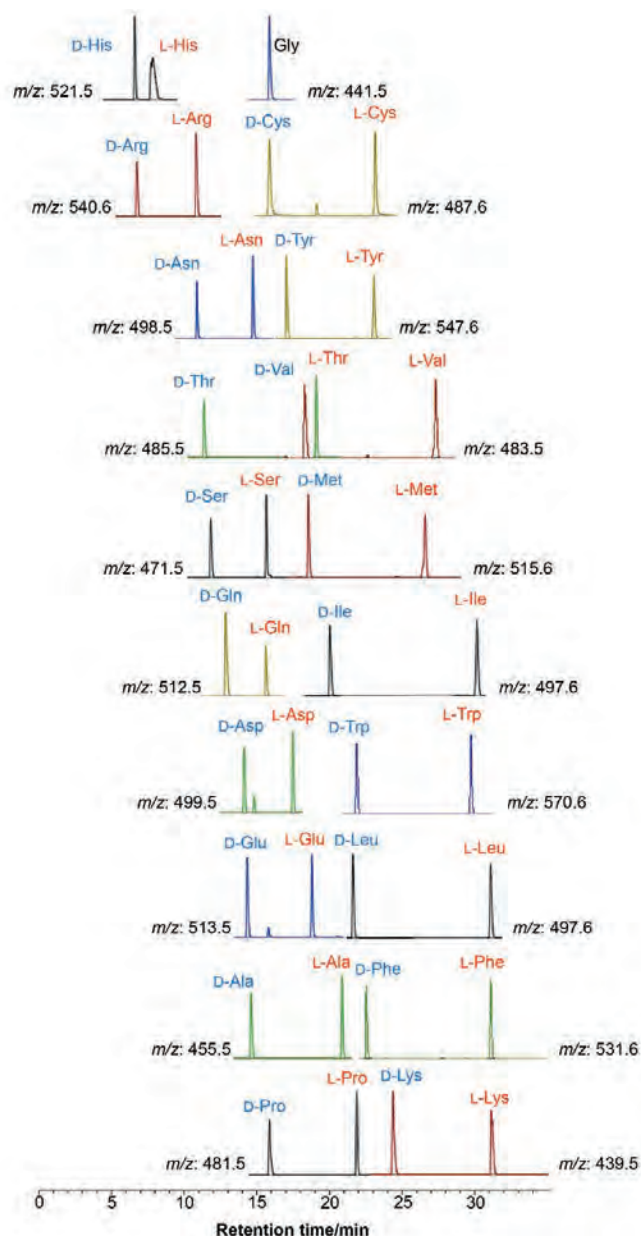 D-His L-His Gly
m/z: 521.5 m/z: 441.5
D-Arg L-Arg D-Cys L-Cys
m/z: 540.6 m/z: 487.6
D-Asn L-Asn D-Tyr L-Tyr
m/z: 498.5 m/z: 547.6
D-Thr D-Val L-Thr L-Val
m/z: 485.5 m/z: 483.5
D-Ser L-Ser D-Met L-Met
m/z: 471.5 m/z: 515.6
D-Gln L-Gln D-Ile L-Ile
m/z: 512.5 m/z: 497.6
D-Asp L-Asp D-Trp L-Trp
m/z: 499.5 m/z: 570.6
D-Glu L-Glu D-Leu L-Leu
m/z: 513.5 m/z: 497.6
D-Ala L-Ala D-Phe L-Phe
m/z: 455.5 m/z: 531.6
D-Pro L-Pro D-Lys L-Lys
m/z: 481.5 m/z: 439.5
0 5 10 15 20 25 30
Retention time/min